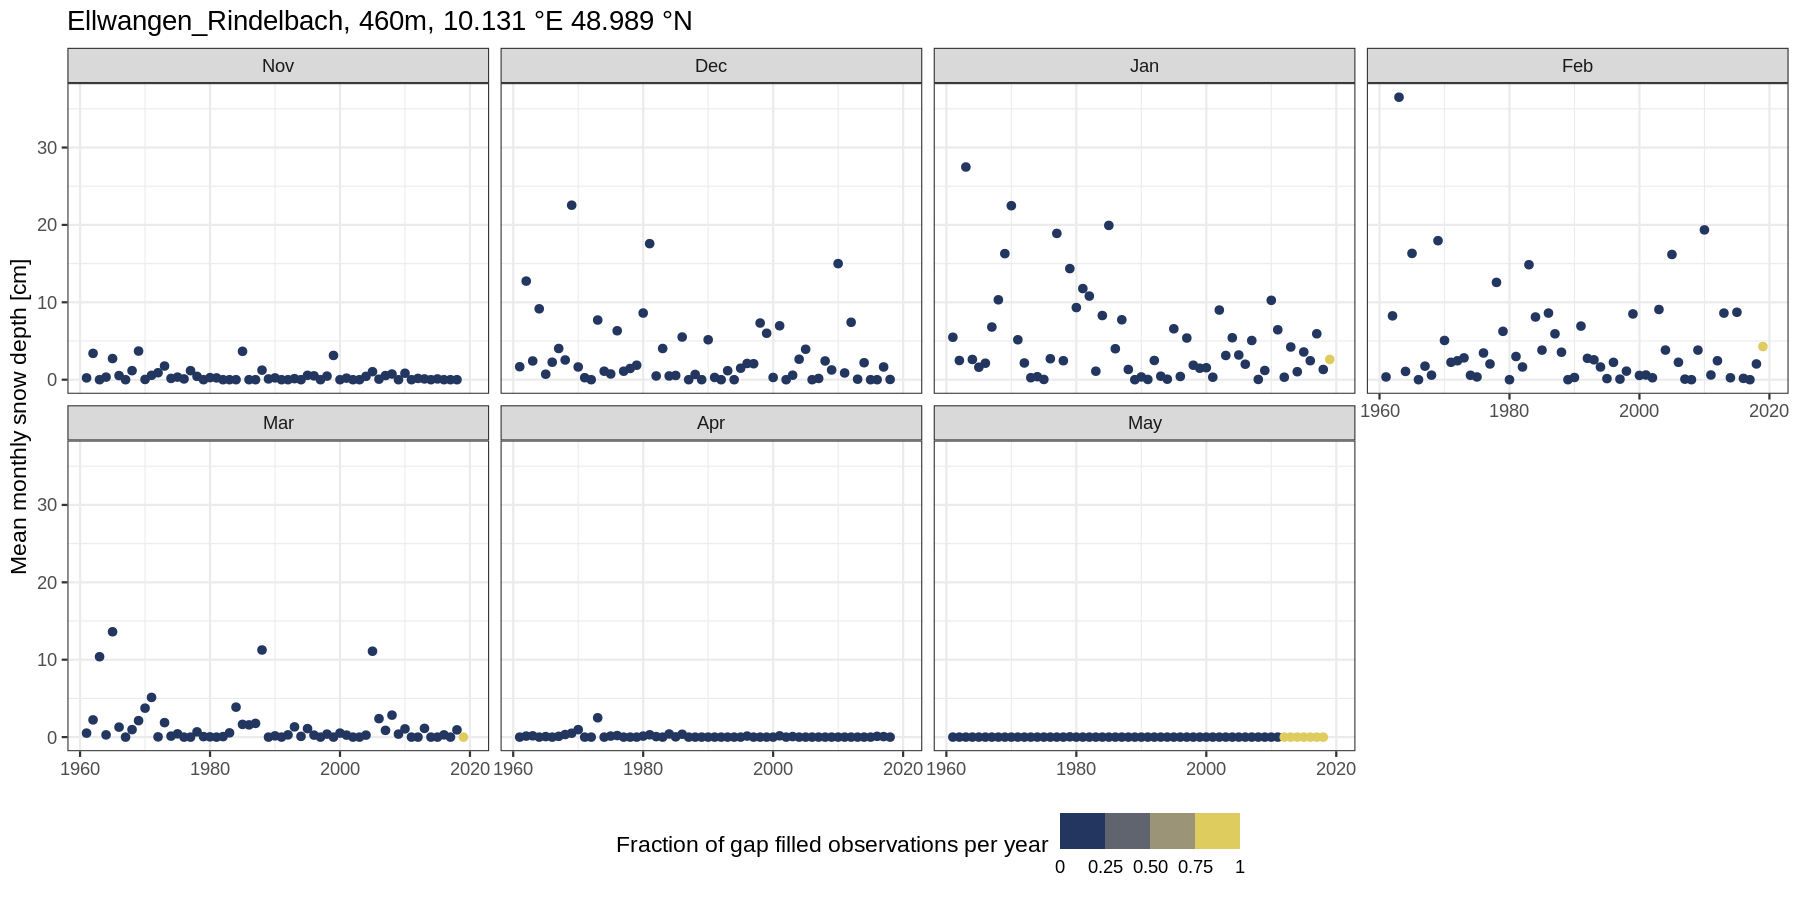 Ellwangen_Rindelbach, 460m, 10.131 °E 48.989 °N
Nov Dec Jan Feb
Mean monthly snow depth [cm]
30
20
10
0
1960 1980 2000 2020
Mar Apr May
30
20
10
0
1960 1980 2000 2020 1960 1980 2000 2020 1960 1980 2000 2020
Fraction of gap filled observations per year
0 0.25 0.50 0.75 1